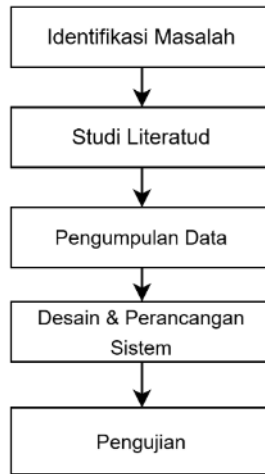 Identifikasi Masalah
Studi Literatud
Pengumpulan Data
Desain & Perancangan
Sistem
Pengujian